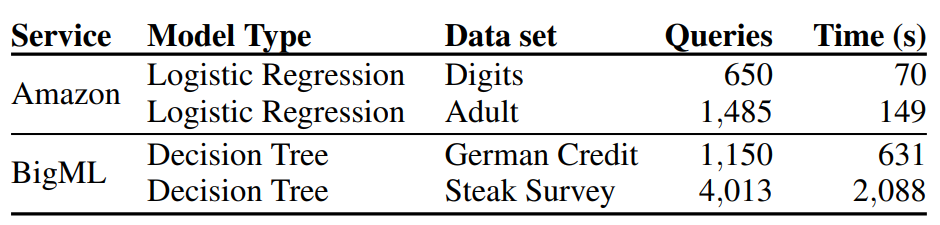 Service Model Type Data set Queries Time (s)
Amazon Logistic Regression Digits 650 70
Logistic Regression Adult 1,485 149
BigML Decision Tree German Credit 1,150 631
Decision Tree Steak Survey 4,013 2,088